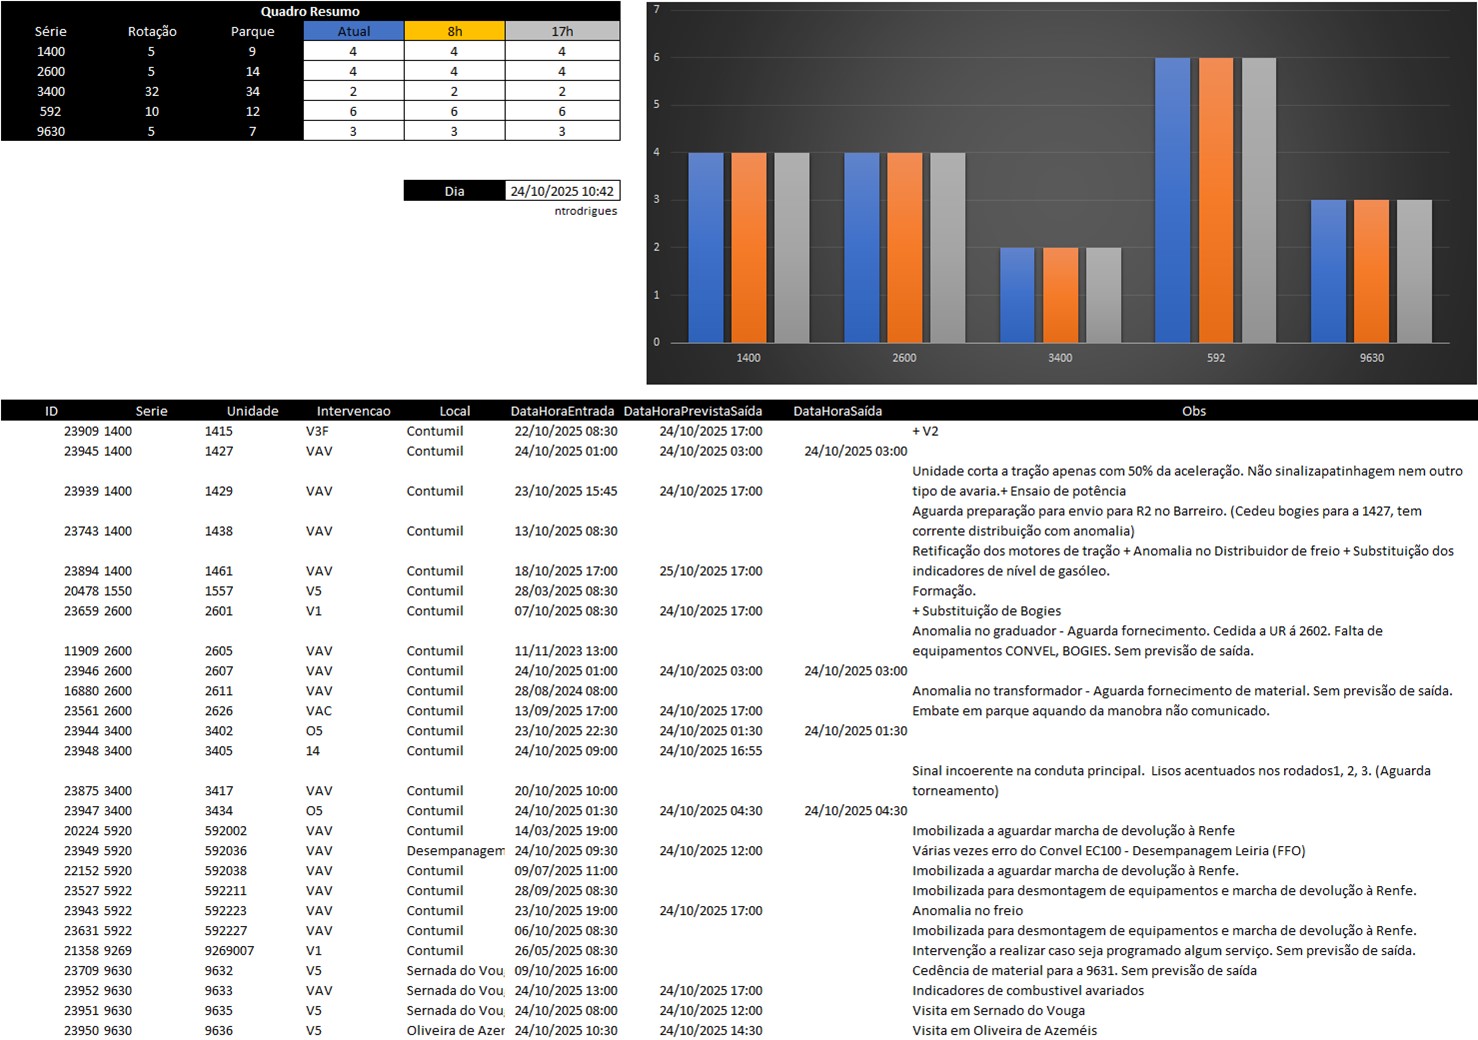 Quadro Resumo
Série Rotação Parque Atual 8h 17h
1400 5 9 4 4 4
2600 5 14 4 4 4
3400 32 34 2 2 2
592 10 12 6 6 6
9630 5 7 3 3 3
Dia 24/10/2025 10:42
ntrodrigues
7
6
5
4
3
2
1
0
1400 2600 3400 592 9630
ID Serie Unidade Intervencao Local DataHoraEntrada DataHoraPrevistaSaída DataHoraSaída Obs
23909 1400 1415 V3F Contumil 22/10/2025 08:30 24/10/2025 17:00 + V2
23945 1400 1427 VAV Contumil 24/10/2025 01:00 24/10/2025 03:00 24/10/2025 03:00
Unidade corta a tração apenas com 50% da aceleração. Não sinalizapatinhagem nem outro
23939 1400 1429 VAV Contumil 23/10/2025 15:45 24/10/2025 17:00 tipo de avaria.+ Ensaio de potência
Aguarda preparação para envio para R2 no Barreiro. (Cedeu bogies para a 1427, tem
23743 1400 1438 VAV Contumil 13/10/2025 08:30 corrente distribuição com anomalia)
Retificação dos motores de tração + Anomalia no Distribuidor de freio + Substituição dos
23894 1400 1461 VAV Contumil 18/10/2025 17:00 25/10/2025 17:00 indicadores de nível de gasóleo.
20478 1550 1557 V5 Contumil 28/03/2025 08:30 Formação.
23659 2600 2601 V1 Contumil 07/10/2025 08:30 24/10/2025 17:00 + Substituição de Bogies
Anomalia no graduador - Aguarda fornecimento. Cedida a UR á 2602. Falta de
11909 2600 2605 VAV Contumil 11/11/2023 13:00 equipamentos CONVEL, BOGIES. Sem previsão de saída.
23946 2600 2607 VAV Contumil 24/10/2025 01:00 24/10/2025 03:00 24/10/2025 03:00
16880 2600 2611 VAV Contumil 28/08/2024 08:00 Anomalia no transformador - Aguarda fornecimento de material. Sem previsão de saída.
23561 2600 2626 VAC Contumil 13/09/2025 17:00 24/10/2025 17:00 Embate em parque aquando da manobra não comunicado.
23944 3400 3402 O5 Contumil 23/10/2025 22:30 24/10/2025 01:30 24/10/2025 01:30
23948 3400 3405 14 Contumil 24/10/2025 09:00 24/10/2025 16:55
Sinal incoerente na conduta principal. Lisos acentuados nos rodados1, 2, 3. (Aguarda
23875 3400 3417 VAV Contumil 20/10/2025 10:00 torneamento)
23947 3400 3434 O5 Contumil 24/10/2025 01:30 24/10/2025 04:30 24/10/2025 04:30
20224 5920 592002 VAV Contumil 14/03/2025 19:00 Imobilizada a aguardar marcha de devolução à Renfe
23949 5920 592036 VAV Desempanagem 24/10/2025 09:30 24/10/2025 12:00 Várias vezes erro do Convel EC100 - Desempanagem Leiria (FFO)
22152 5920 592038 VAV Contumil 09/07/2025 11:00 Imobilizada a aguardar marcha de devolução à Renfe.
23527 5922 592211 VAV Contumil 28/09/2025 08:30 Imobilizada para desmontagem de equipamentos e marcha de devolução à Renfe.
23943 5922 592223 VAV Contumil 23/10/2025 19:00 24/10/2025 17:00 Anomalia no freio
23631 5922 592227 VAV Contumil 06/10/2025 08:30 Imobilizada para desmontagem de equipamentos e marcha de devolução à Renfe.
21358 9269 9269007 V1 Contumil 26/05/2025 08:30 Intervenção a realizar caso seja programado algum serviço. Sem previsão de saída.
23709 9630 9632 V5 Sernada do Vou 09/10/2025 16:00 Cedência de material para a 9631. Sem previsão de saída
23952 9630 9633 VAV Sernada do Vou 24/10/2025 13:00 24/10/2025 17:00 Indicadores de combustivel avariados
23951 9630 9635 V5 Sernada do Vou 24/10/2025 08:00 24/10/2025 12:00 Visita em Sernado do Vouga
23950 9630 9636 V5 Oliveira de Azer 24/10/2025 10:30 24/10/2025 14:30 Visita em Oliveira de Azeméis